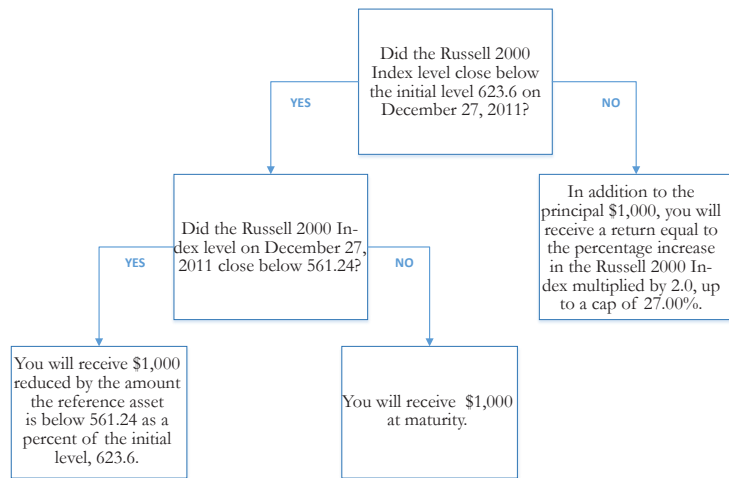 Did the Russell 2000
Index level close below
the initial level 623.6 on
December 27, 2011?
YES
NO
Did the Russell 2000 In-
dex level on December 27,
2011 close below 561.24?
In addition to the
principal $1,000, you will
receive a return equal to
the percentage increase
in the Russell 2000 In-
dex multiplied by 2.0, up
to a cap of 27.00%.
YES
NO
You will receive $1,000
reduced by the amount
the reference asset
is below 561.24 as a
percent of the initial
level, 623.6.
You will receive $1,000
at maturity.